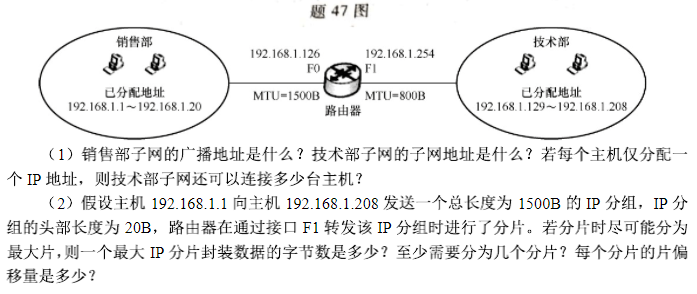 题 47 图
销售部
技术部
192.168.1.126
192.168.1.254
F0
F1
已分配地址
192.168.1.1～192.168.1.20
MTU=1500B
MTU=800B
路由器
已分配地址
192.168.1.129～192.168.1.208
（1）销售部子网的广播地址是什么？技术部子网的子网地址是什么？若每个主机仅分配一
个 IP 地址，则技术部子网还可以连接多少台主机？
（2）假设主机 192.168.1.1 向主机 192.168.1.208 发送一个总长度为 1500B 的 IP 分组，IP 分
组的头部长度为 20B，路由器在通过接口 F1 转发该 IP 分组时进行了分片。若分片时尽可能分为
最大片，则一个最大 IP 分片封装数据的字节数是多少？至少需要分为几个分片？每个分片的片偏
移量是多少？